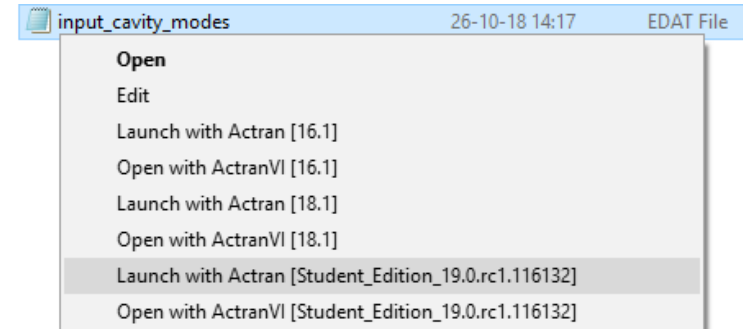 input_cavity_modes 26-10-18 14:17 EDAT File
Open
Edit
Launch with Actran [16.1]
Open with ActranVI [16.1]
Launch with Actran [18.1]
Open with ActranVI [18.1]
Launch with Actran [Student_Edition_19.0.rc1.116132]
Open with ActranVI [Student_Edition_19.0.rc1.116132]